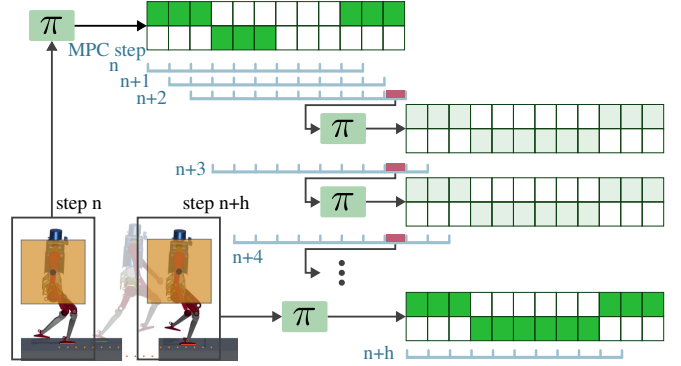 π
MPC step
n
n+1
n+2
π
n+3
π
step n
step n+h
n+4
π
n+h